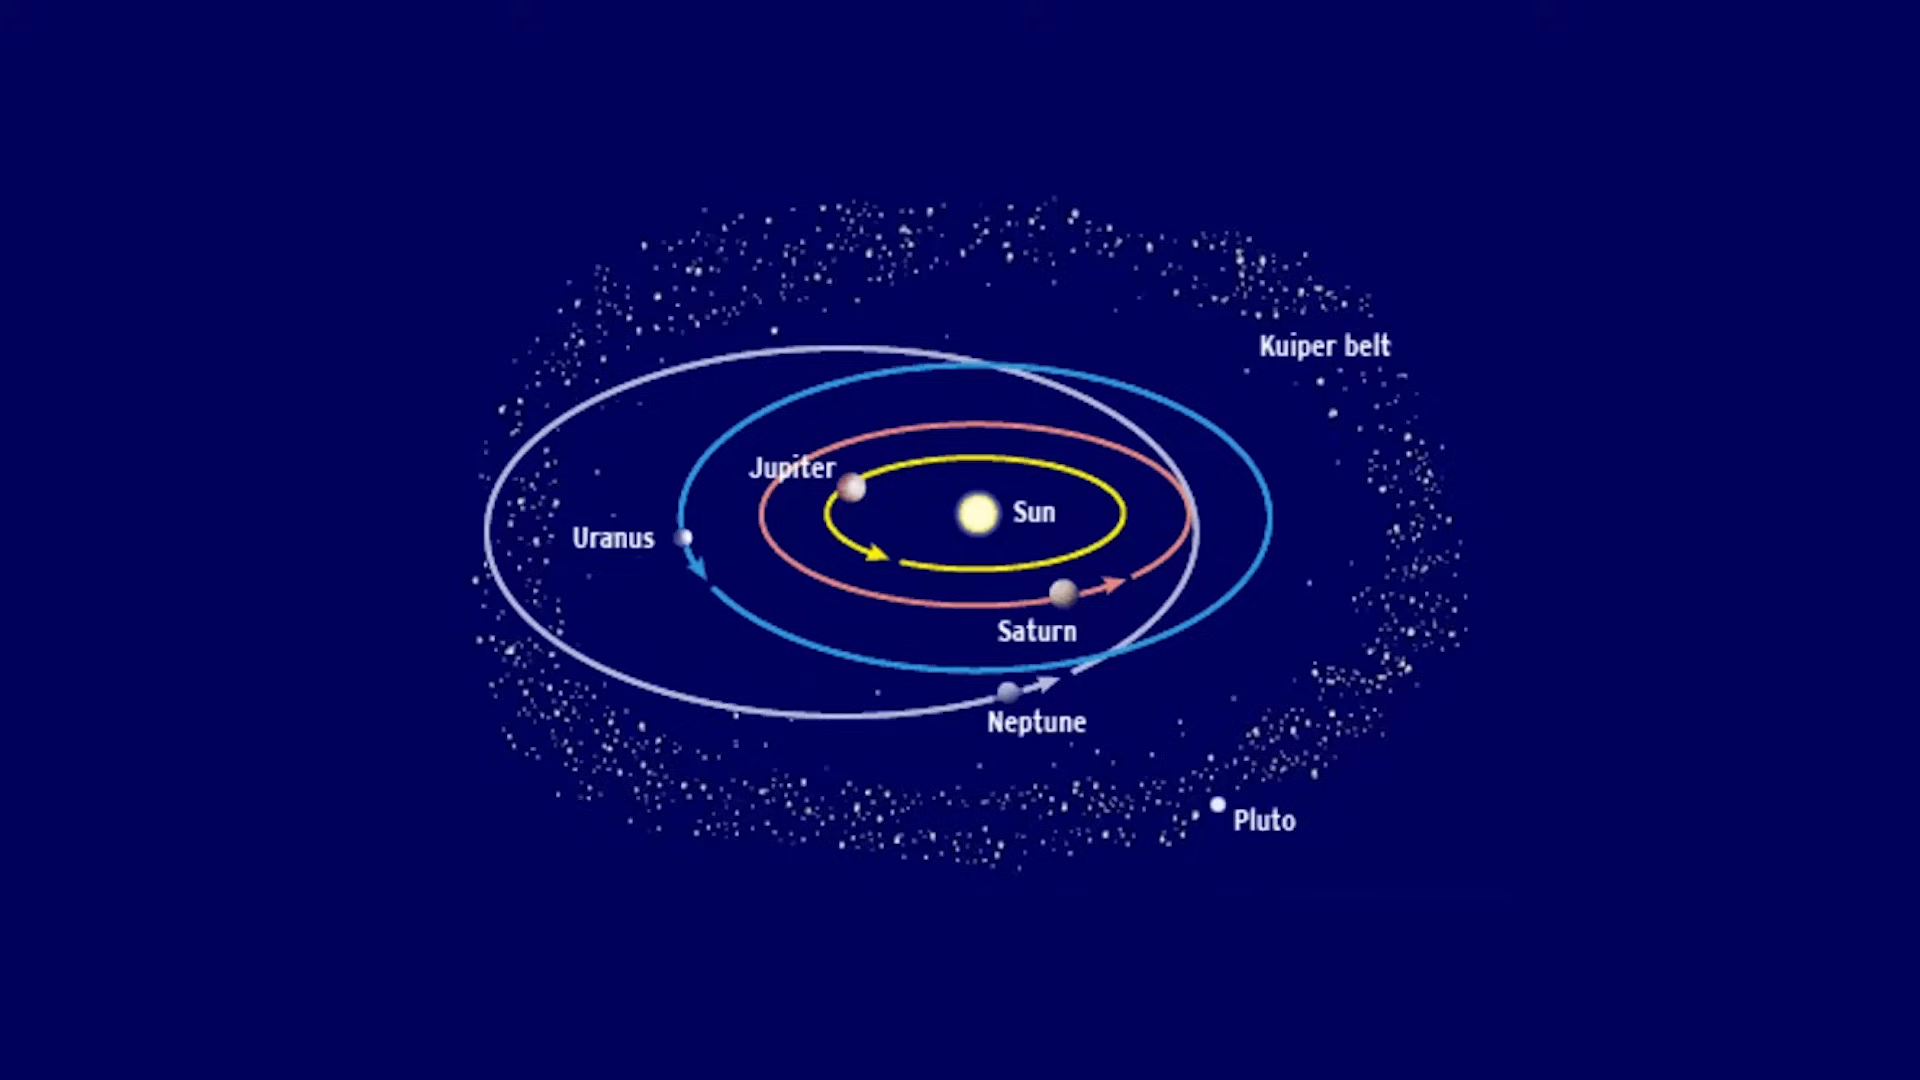 Kuiper belt
Jupiter
Sun
Uranus
Saturn
Neptune
Pluto